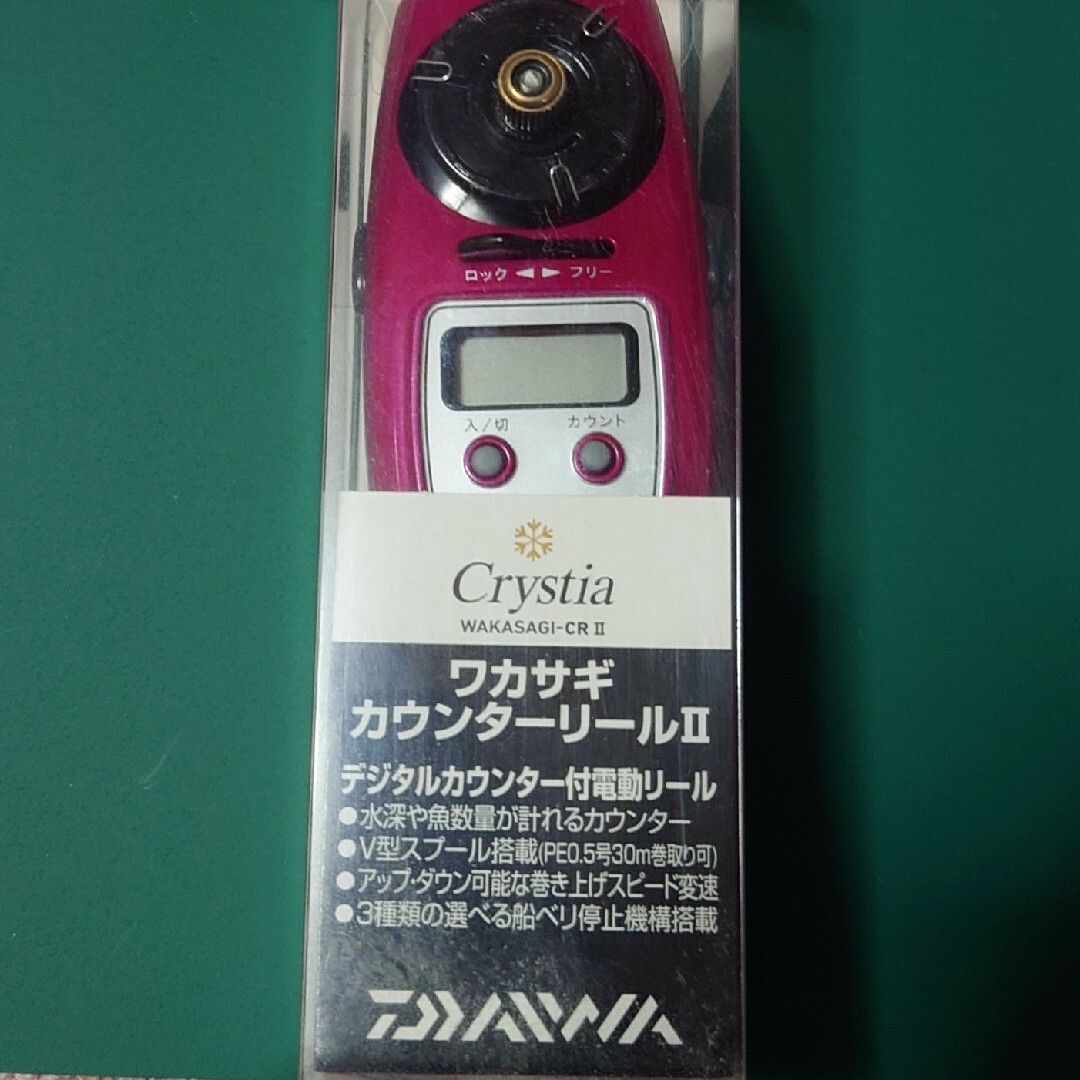 ロック ◀ ▶ フリー
入/切 カウント
Crystia
WAKASAGI-CR II
ワカサギ
カウンターリールⅡ
デジタルカウンター付電動リール
●水深や魚数量が計れるカウンター
●V型スプール搭載(PE0.5号30m巻取り可)
●アップ・ダウン可能な巻き上げスピード変速
●3種類の選べる船ベリ停止機構搭載
DAIWA